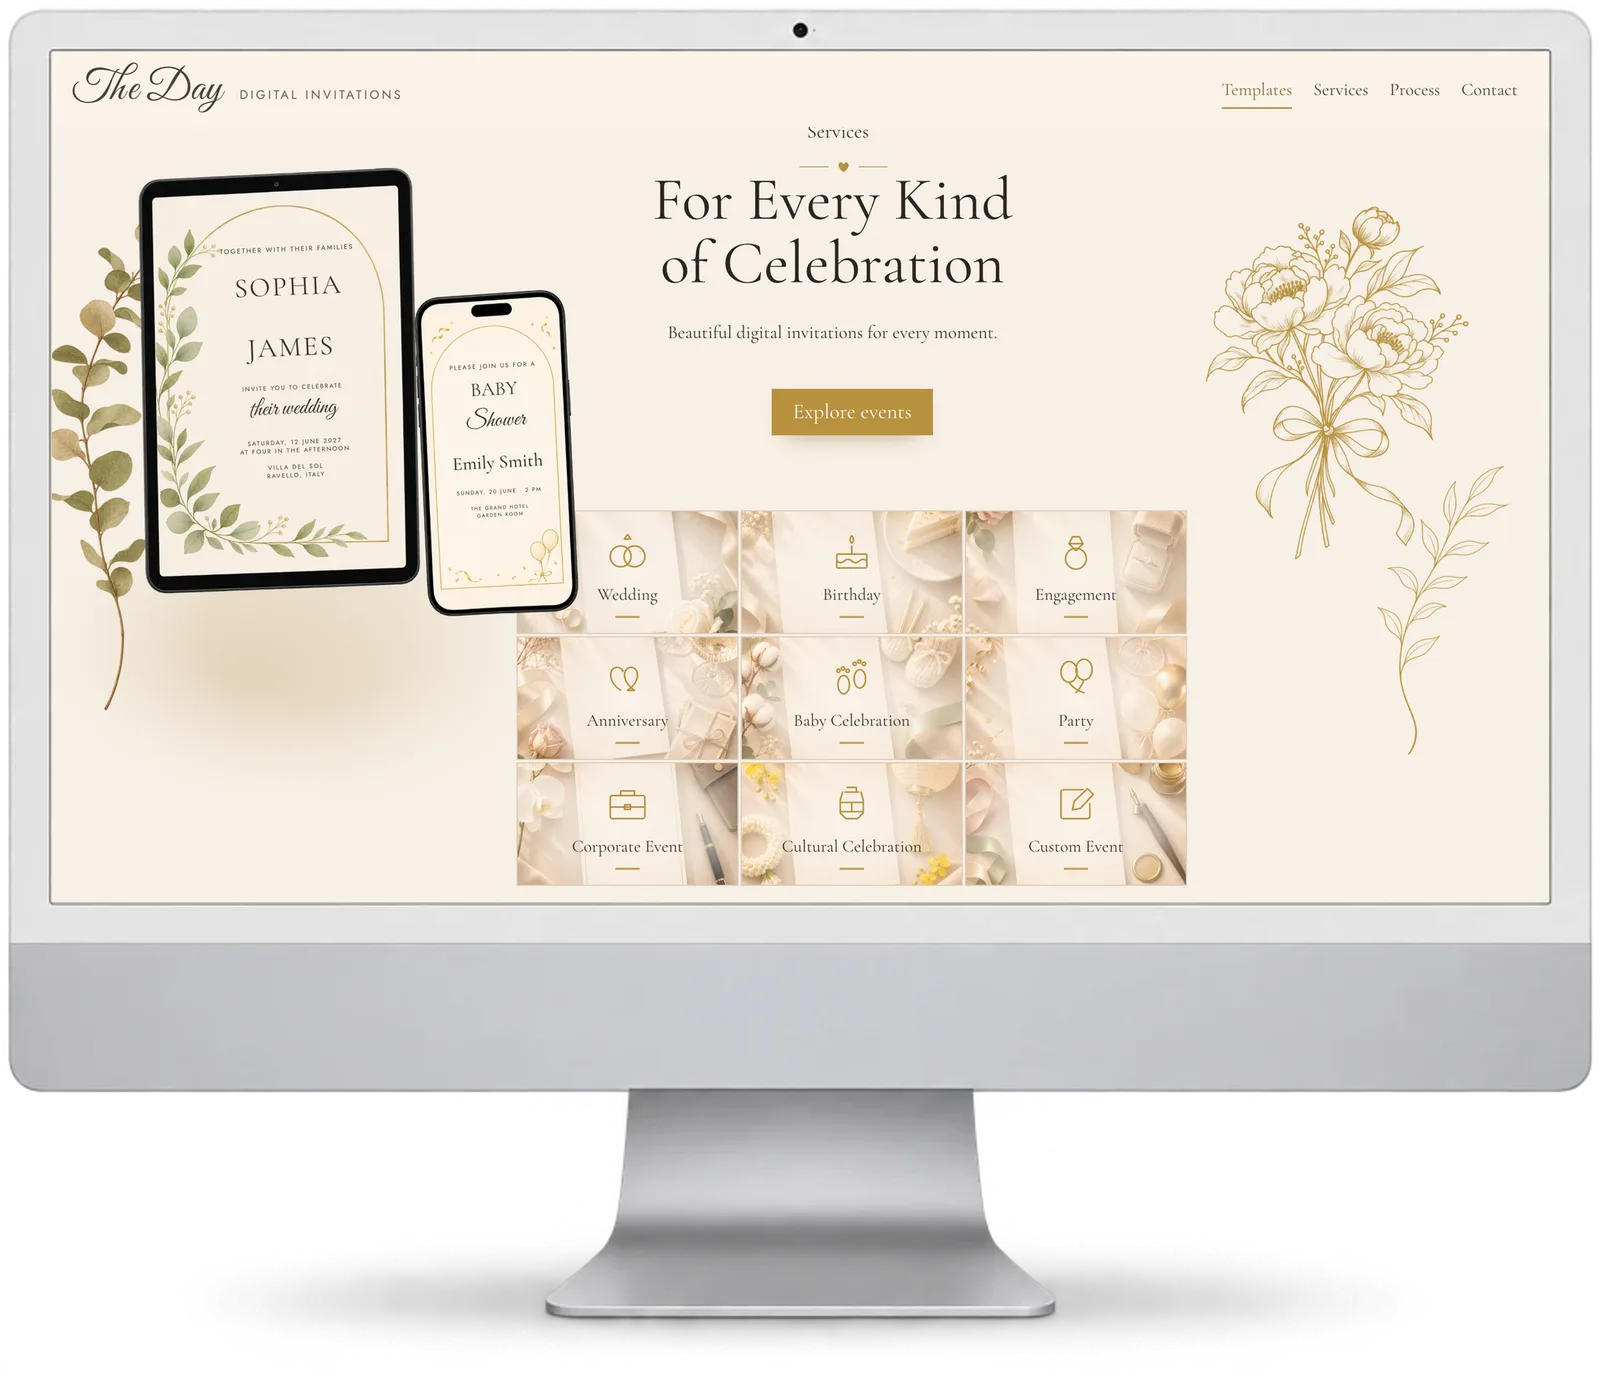 The Day DIGITAL INVITATIONS
Templates Services Process Contact
Services
For Every Kind
of Celebration
Beautiful digital invitations for every moment.
Explore events
TOGETHER WITH THEIR FAMILIES
SOPHIA
JAMES
INVITE YOU TO CELEBRATE
their wedding
SATURDAY, 12 JUNE 2027
AT FOUR IN THE AFTERNOON
VILLA DEL SOL
RAVELLO, ITALY
PLEASE JOIN US FOR A
BABY
Shower
Emily Smith
SUNDAY, 20 JUNE · 2 PM
THE GRAND HOTEL
GARDEN ROOM
Wedding
Birthday
Engagement
Anniversary
Baby Celebration
Party
Corporate Event
Cultural Celebration
Custom Event